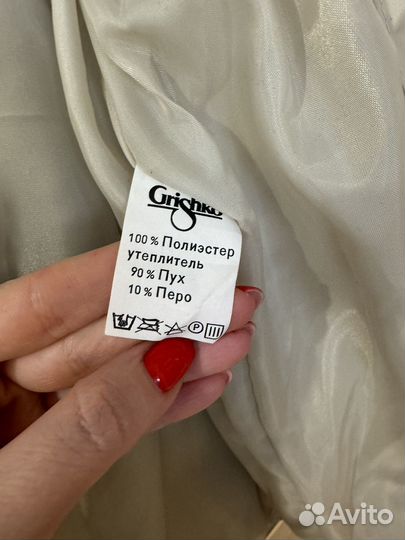 Grishko
100 % Полиэстер
утеплитель
90 % Пух
10 % Перо
P
Avito